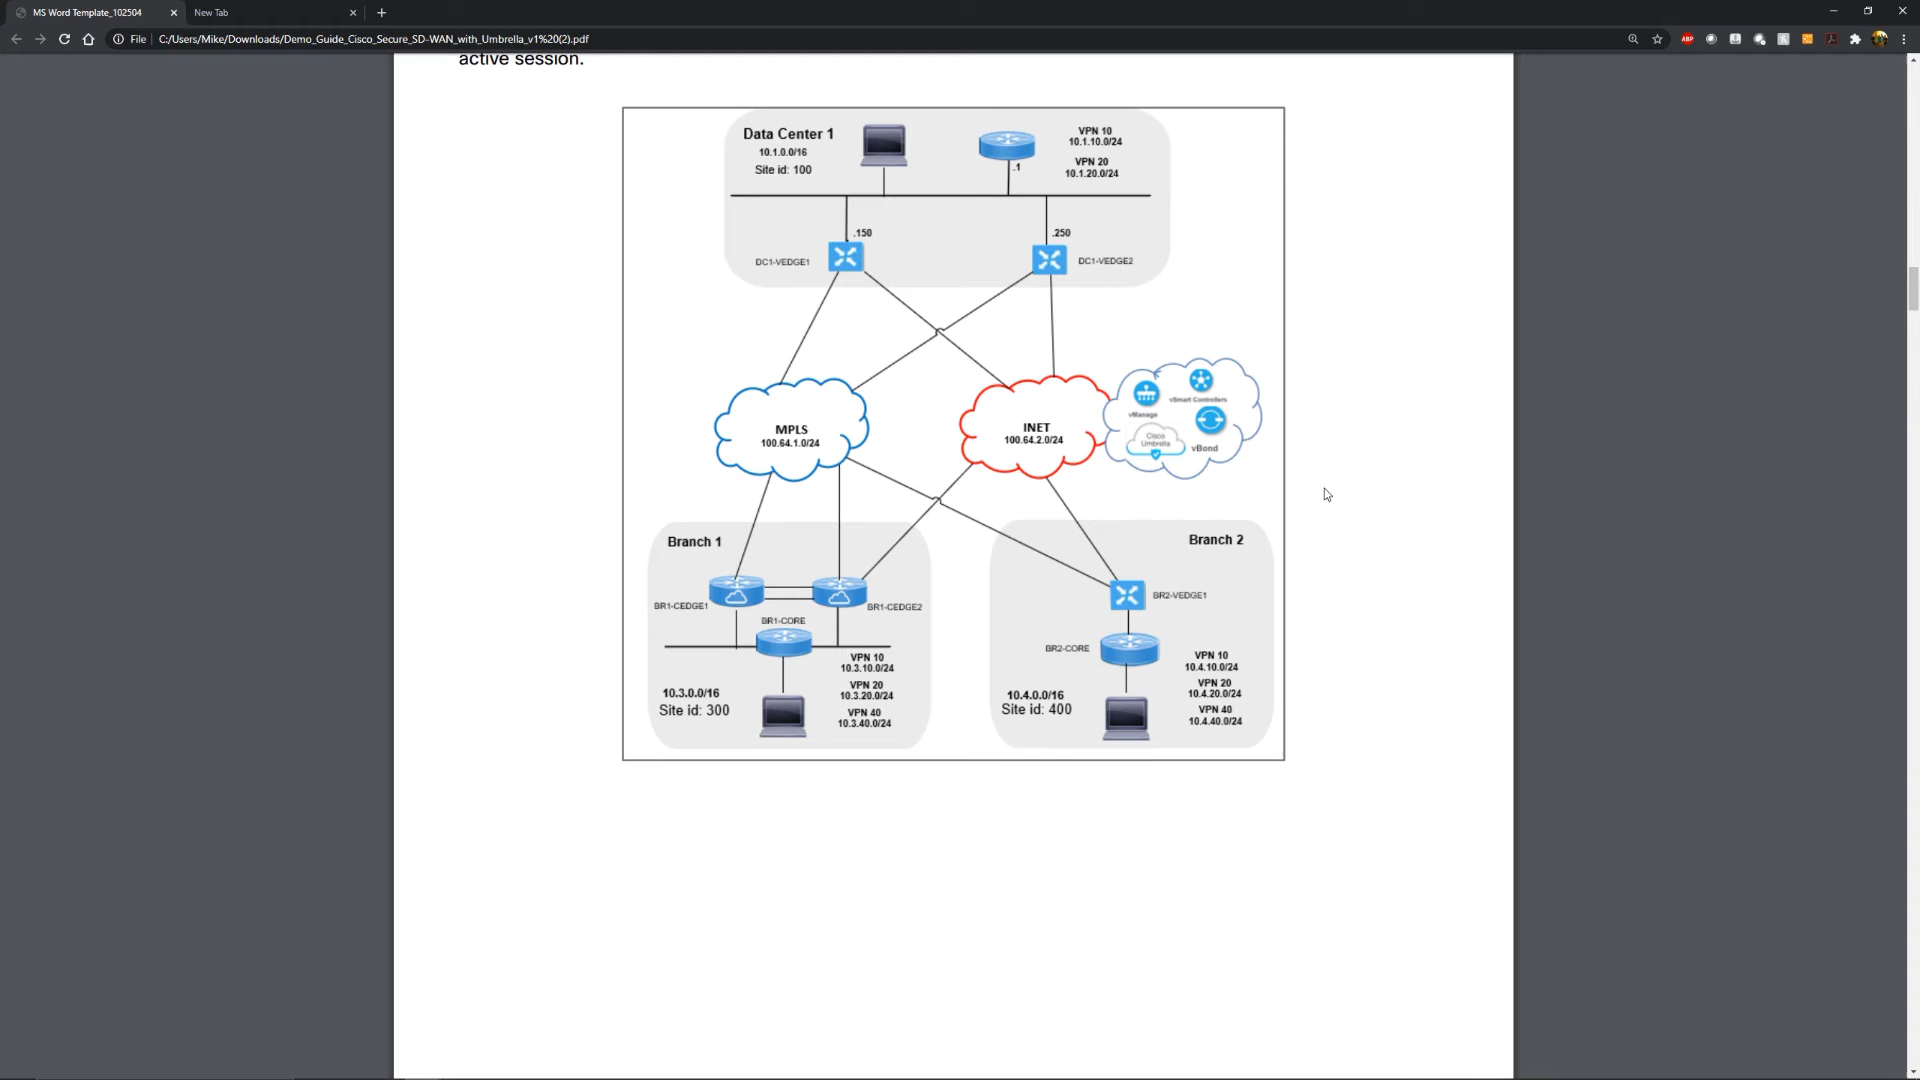 MS Word Template_102504
New Tab
File
C:/Users/Mike/Downloads/Demo_Guide_Cisco_Secure_SD-WAN_with_Umbrella_v1%20(2).pdf
ABP
active session.
Data Center 1
10.1.0.0/16
Site id: 100
VPN 10
10.1.10.0/24
VPN 20
10.1.20.0/24
.1
.150
.250
DC1-VEDGE1
DC1-VEDGE2
MPLS
100.64.1.0/24
INET
100.64.2.0/24
vManage
vSmart Controllers
Cisco
Umbrella
vBond
Branch 1
BR1-CEDGE1
BR1-CEDGE2
BR1-CORE
VPN 10
10.3.10.0/24
VPN 20
10.3.20.0/24
VPN 40
10.3.40.0/24
10.3.0.0/16
Site id: 300
Branch 2
BR2-VEDGE1
BR2-CORE
VPN 10
10.4.10.0/24
VPN 20
10.4.20.0/24
VPN 40
10.4.40.0/24
10.4.0.0/16
Site id: 400